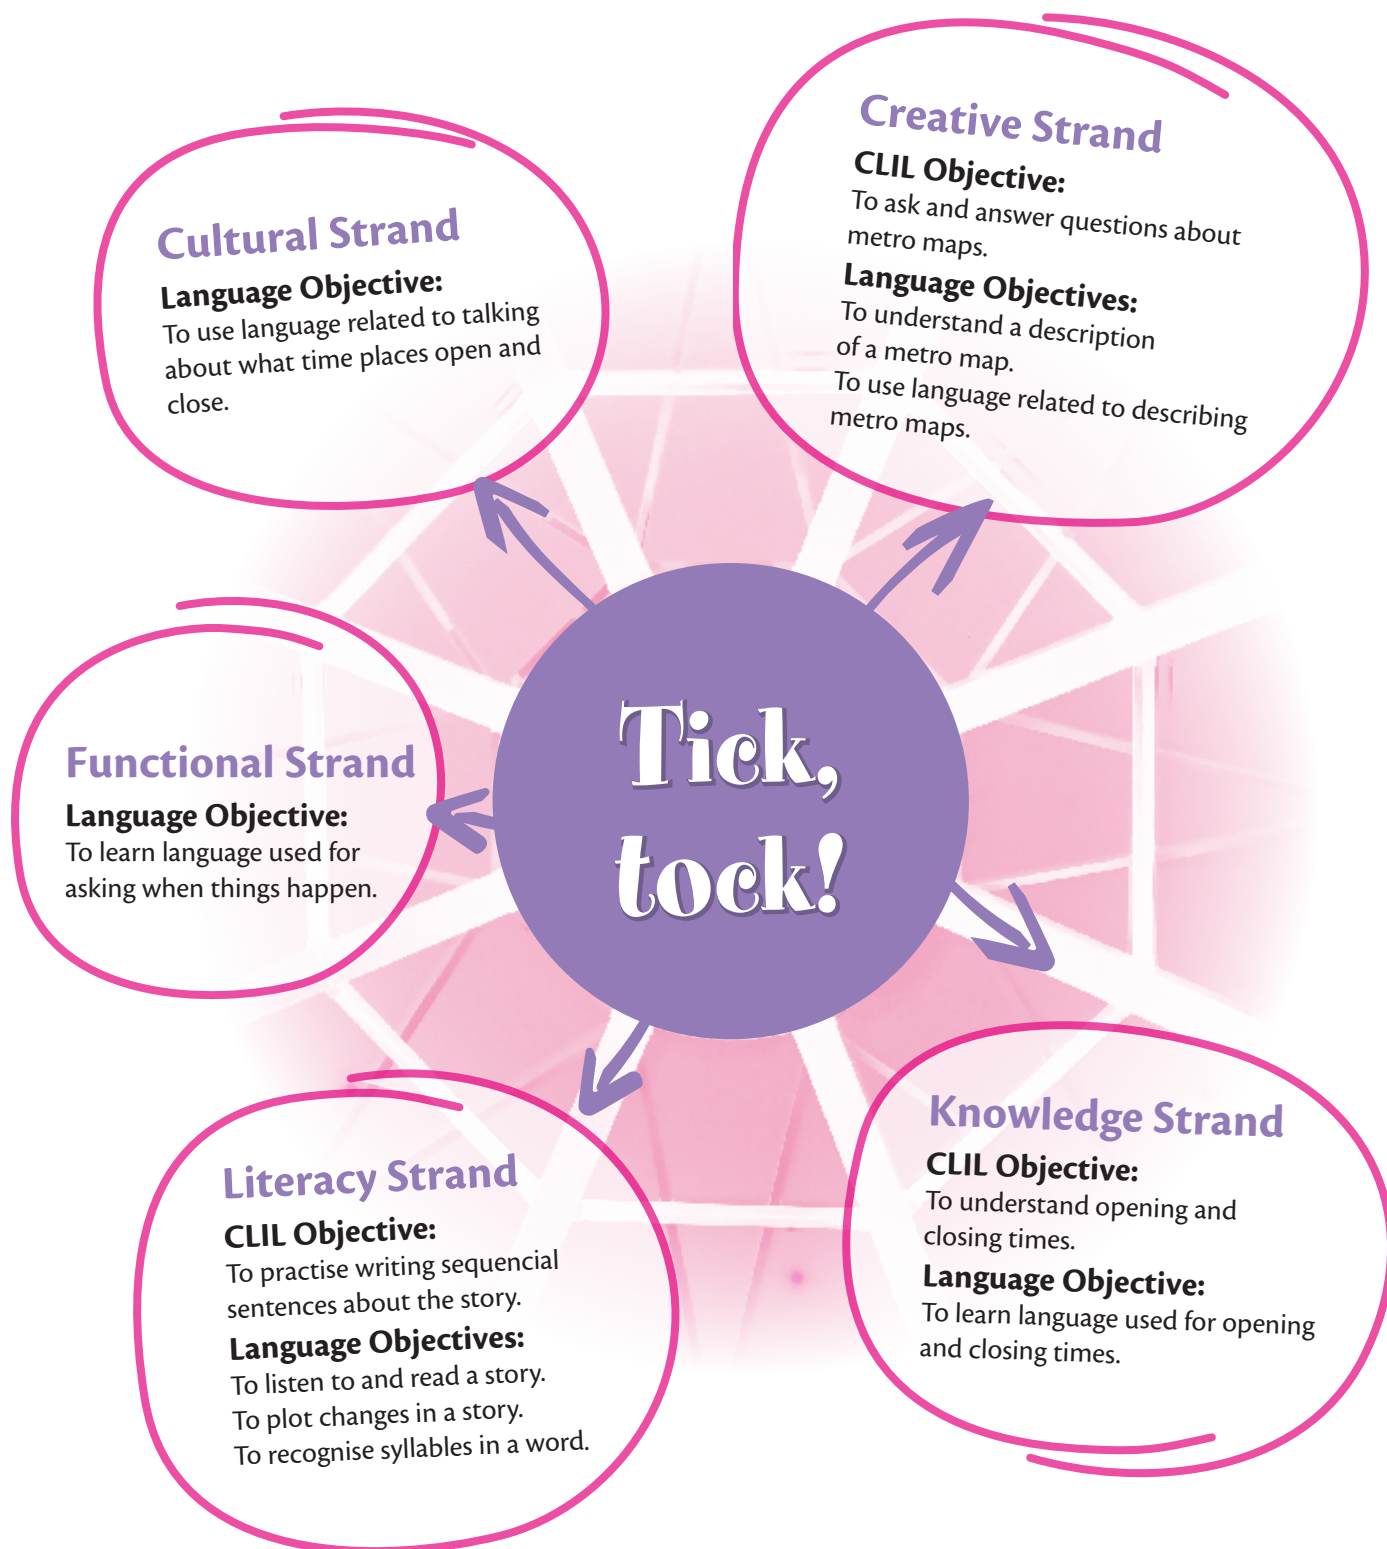 Creative Strand
CLIL Objective:
To ask and answer questions about
metro maps.
Language Objectives:
To understand a description
of a metro map.
To use language related to describing
metro maps.
Cultural Strand
Language Objective:
To use language related to talking
about what time places open and
close.
Tick,
tock!
Functional Strand
Language Objective:
To learn language used for
asking when things happen.
Knowledge Strand
CLIL Objective:
To understand opening and
closing times.
Language Objective:
To learn language used for opening
and closing times.
Literacy Strand
CLIL Objective:
To practise writing sequencial
sentences about the story.
Language Objectives:
To listen to and read a story.
To plot changes in a story.
To recognise syllables in a word.